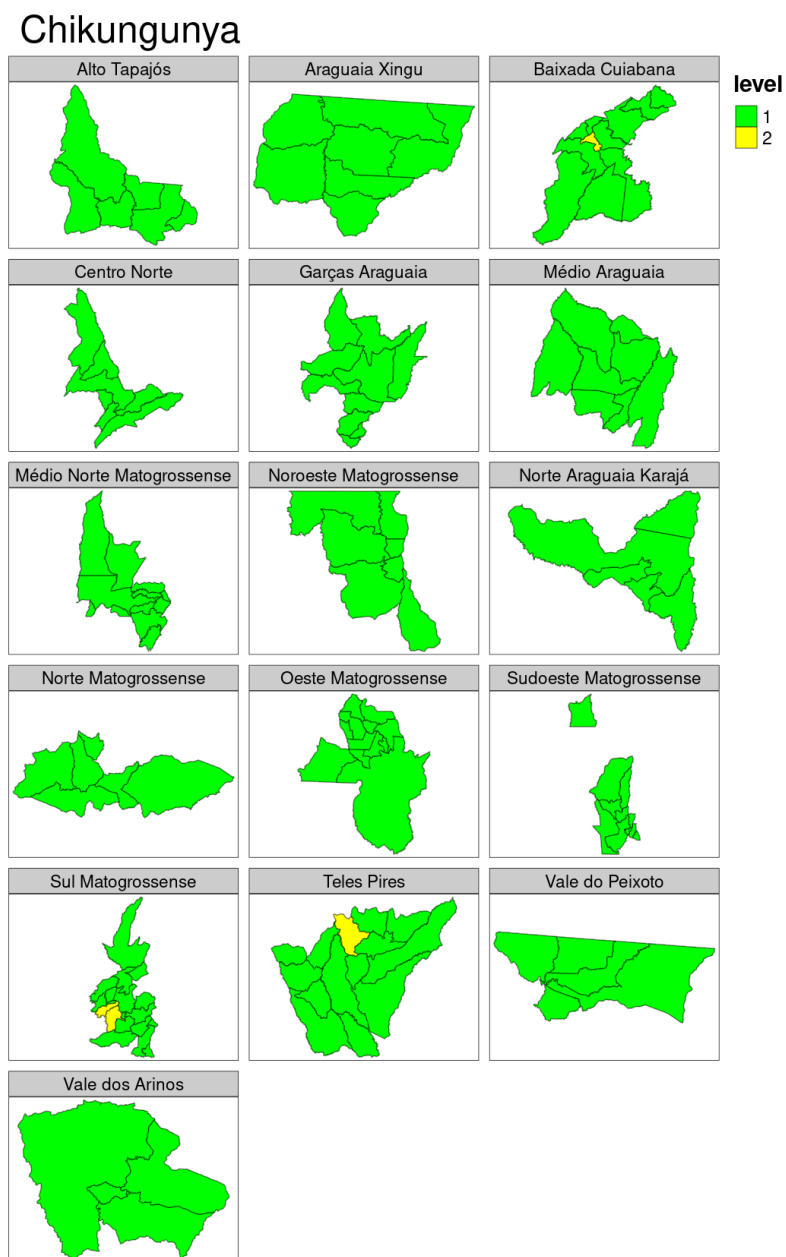 Chikungunya
Alto Tapajós
Araguaia Xingu
Baixada Cuiabana
level
1
2
Centro Norte
Garças Araguaia
Médio Araguaia
Médio Norte Matogrossense
Noroeste Matogrossense
Norte Araguaia Karajá
Norte Matogrossense
Oeste Matogrossense
Sudoeste Matogrossense
Sul Matogrossense
Teles Pires
Vale do Peixoto
Vale dos Arinos